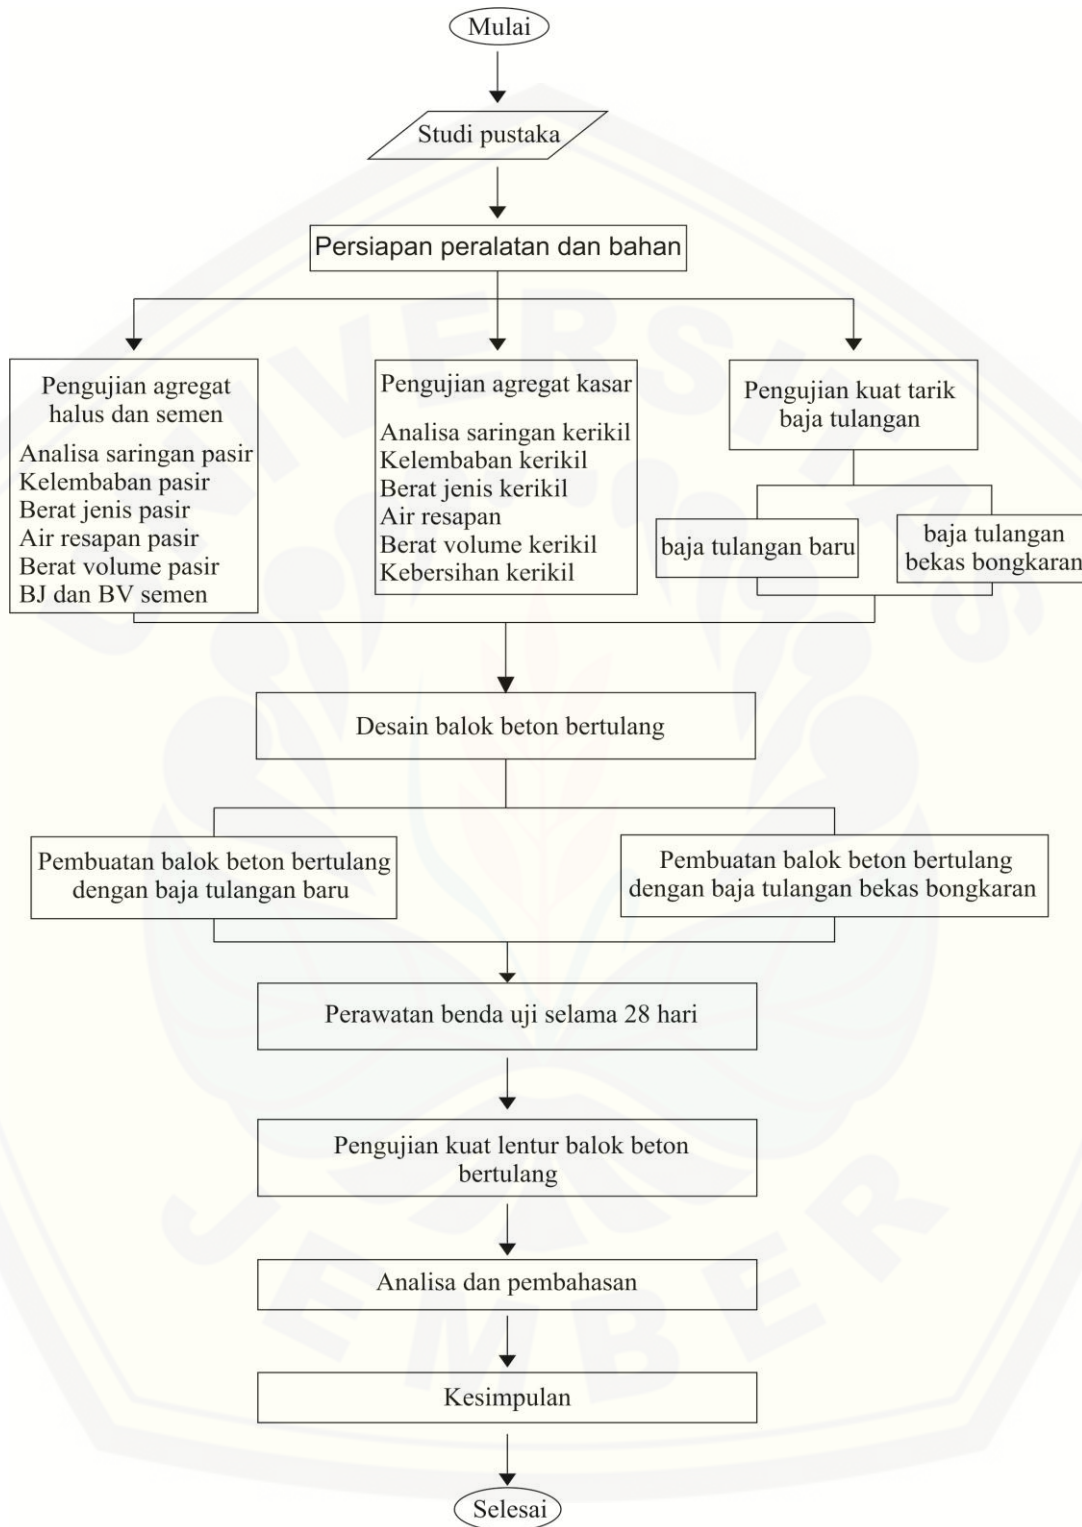 Mulai
Studi pustaka
Persiapan peralatan dan bahan
Pengujian agregat
halus dan semen
Analisa saringan pasir
Kelembaban pasir
Berat jenis pasir
Air resapan pasir
Berat volume pasir
BJ dan BV semen
Pengujian agregat kasar
Analisa saringan kerikil
Kelembaban kerikil
Berat jenis kerikil
Air resapan
Berat volume kerikil
Kebersihan kerikil
Pengujian kuat tarik
baja tulangan
baja tulangan baru
baja tulangan
bekas bongkaran
Desain balok beton bertulang
Pembuatan balok beton bertulang
dengan baja tulangan baru
Pembuatan balok beton bertulang
dengan baja tulangan bekas bongkaran
Perawatan benda uji selama 28 hari
Pengujian kuat lentur balok beton
bertulang
Analisa dan pembahasan
Kesimpulan
Selesai
UNIVERSITAS
JEMBER